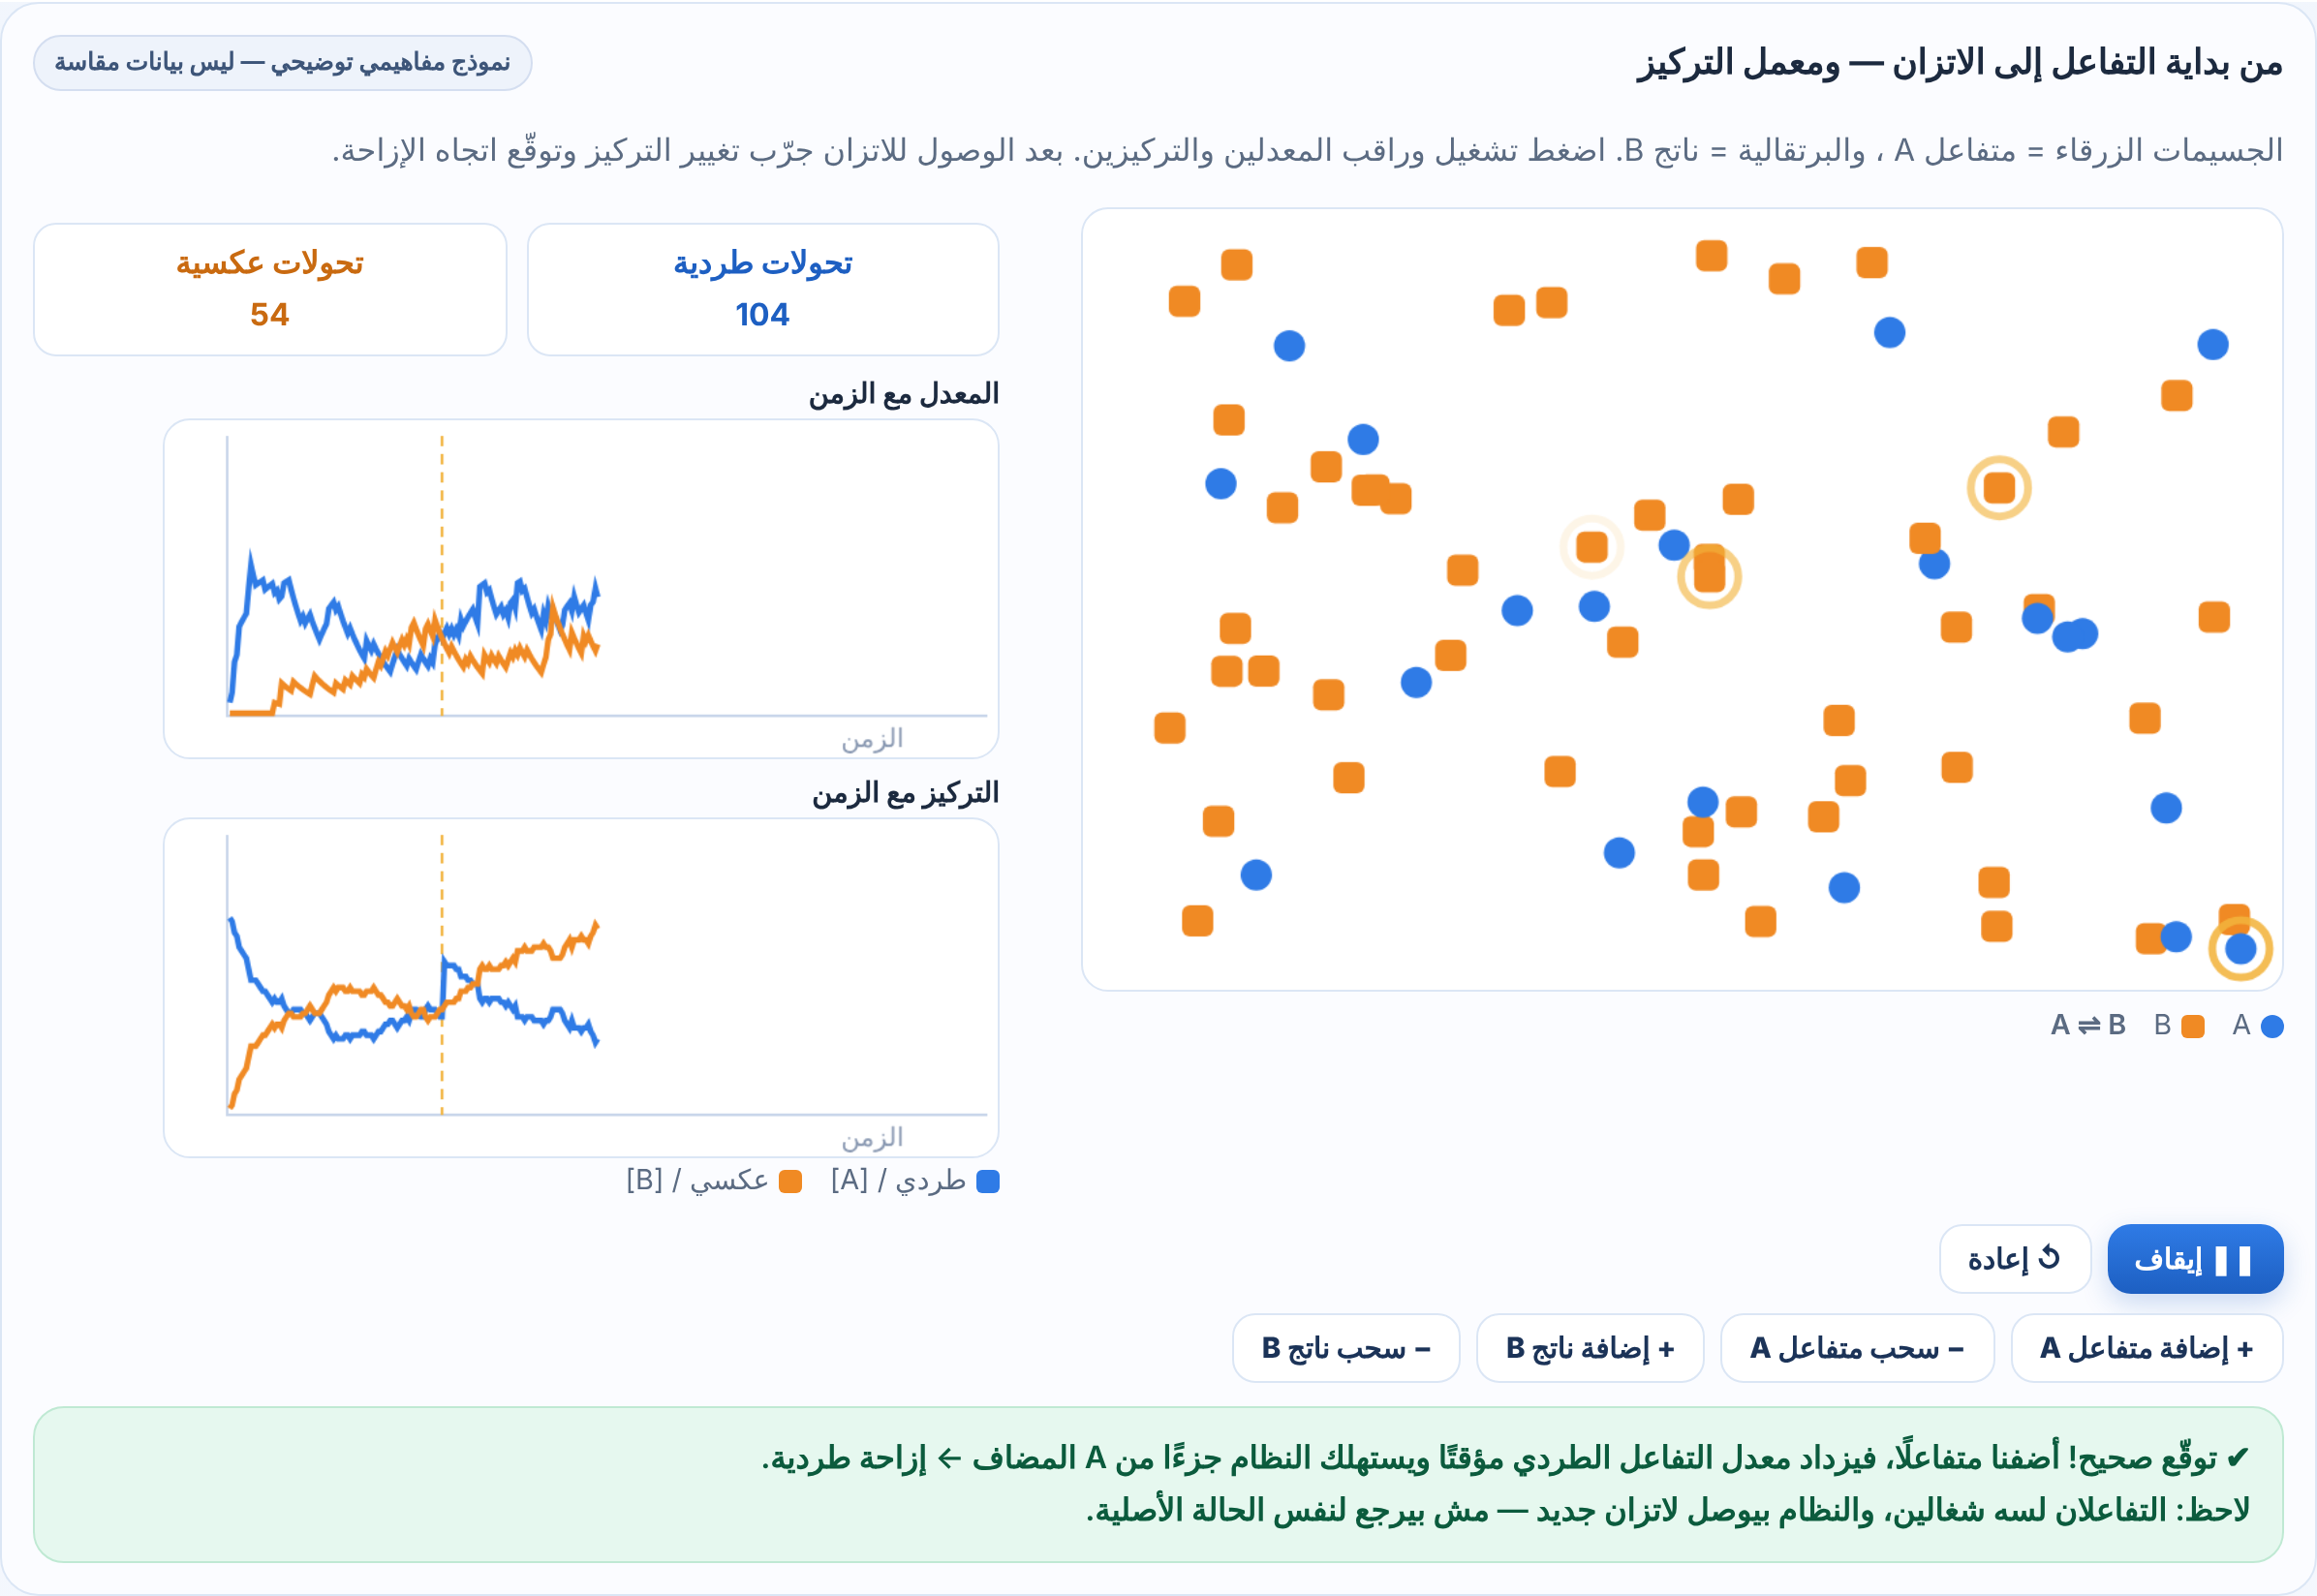 من بداية التفاعل إلى الاتزان — ومعمل التركيز
نموذج مفاهيمي توضيحي — ليس بيانات مقاسة
الجسيمات الزرقاء = متفاعل A ، والبرتقالية = ناتج B. اضغط تشغيل وراقب المعدلين والتركيزين. بعد الوصول للاتزان جرّب تغيير التركيز وتوقّع اتجاه الإزاحة.
تحولات طردية
104
تحولات عكسية
54
المعدل مع الزمن
الزمن
التركيز مع الزمن
الزمن
طردي / [A] عكسي / [B]
A B A ⇌ B
❚❚ إيقاف
↺ إعادة
+ إضافة متفاعل A
− سحب متفاعل A
+ إضافة ناتج B
− سحب ناتج B
✔ توقّع صحيح! أضفنا متفاعلًا، فيزداد معدل التفاعل الطردي مؤقتًا ويستهلك النظام جزءًا من A المضاف ← إزاحة طردية.
لاحظ: التفاعلان لسه شغالين، والنظام بيوصل لاتزان جديد — مش بيرجع لنفس الحالة الأصلية.